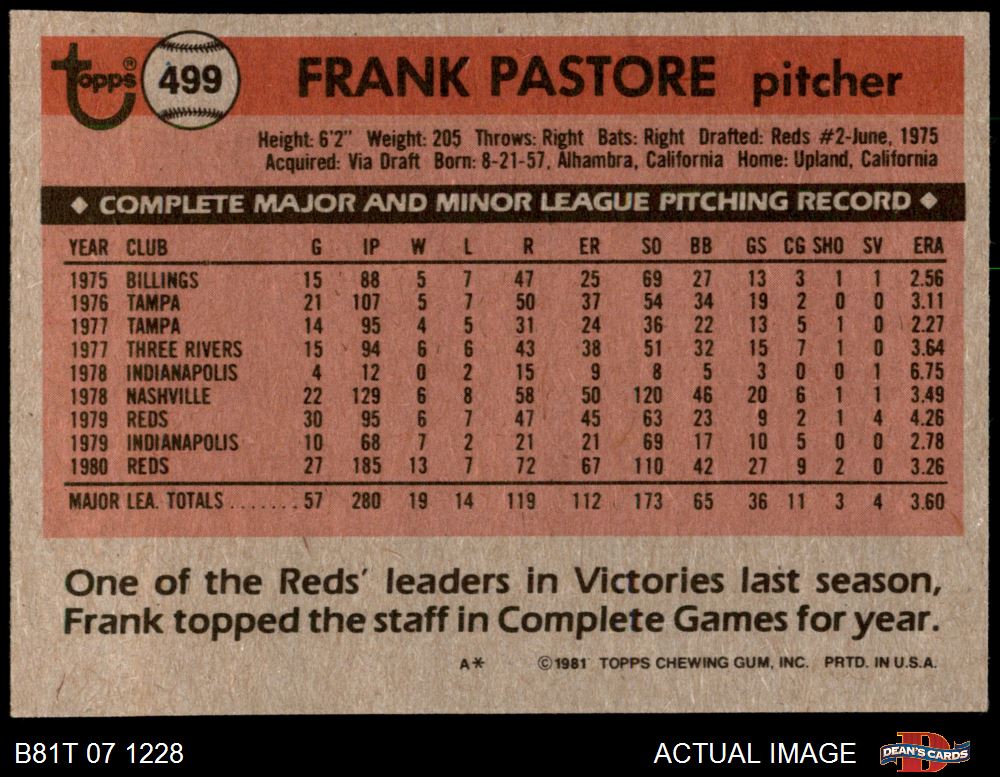 Topps® 499 FRANK PASTORE pitcher
Height: 6'2" Weight: 205 Throws: Right Bats: Right Drafted: Reds #2-June, 1975
Acquired: Via Draft Born: 8-21-57, Alhambra, California Home: Upland, California
◆ COMPLETE MAJOR AND MINOR LEAGUE PITCHING RECORD ◆
YEAR CLUB G IP W L R ER SO BB GS CG SHO SV ERA
1975 BILLINGS 15 88 5 7 47 25 69 27 13 3 1 1 2.56
1976 TAMPA 21 107 5 7 50 37 54 34 19 2 0 0 3.11
1977 TAMPA 14 95 4 5 31 24 36 22 13 5 1 0 2.27
1977 THREE RIVERS 15 94 6 6 43 38 51 32 15 7 1 0 3.64
1978 INDIANAPOLIS 4 12 0 2 15 9 8 5 3 0 0 1 6.75
1978 NASHVILLE 22 129 6 8 58 50 120 46 20 6 1 1 3.49
1979 REDS 30 95 6 7 47 45 63 23 9 2 1 4 4.26
1979 INDIANAPOLIS 10 68 7 2 21 21 69 17 10 5 0 0 2.78
1980 REDS 27 185 13 7 72 67 110 42 27 9 2 0 3.26
MAJOR LEA. TOTALS ....... 57 280 19 14 119 112 173 65 36 11 3 4 3.60
One of the Reds' leaders in Victories last season,
Frank topped the staff in Complete Games for year.
A* ©1981 TOPPS CHEWING GUM, INC. PRTD. IN U.S.A.
B81T 07 1228 ACTUAL IMAGE DEAN'S CARDS